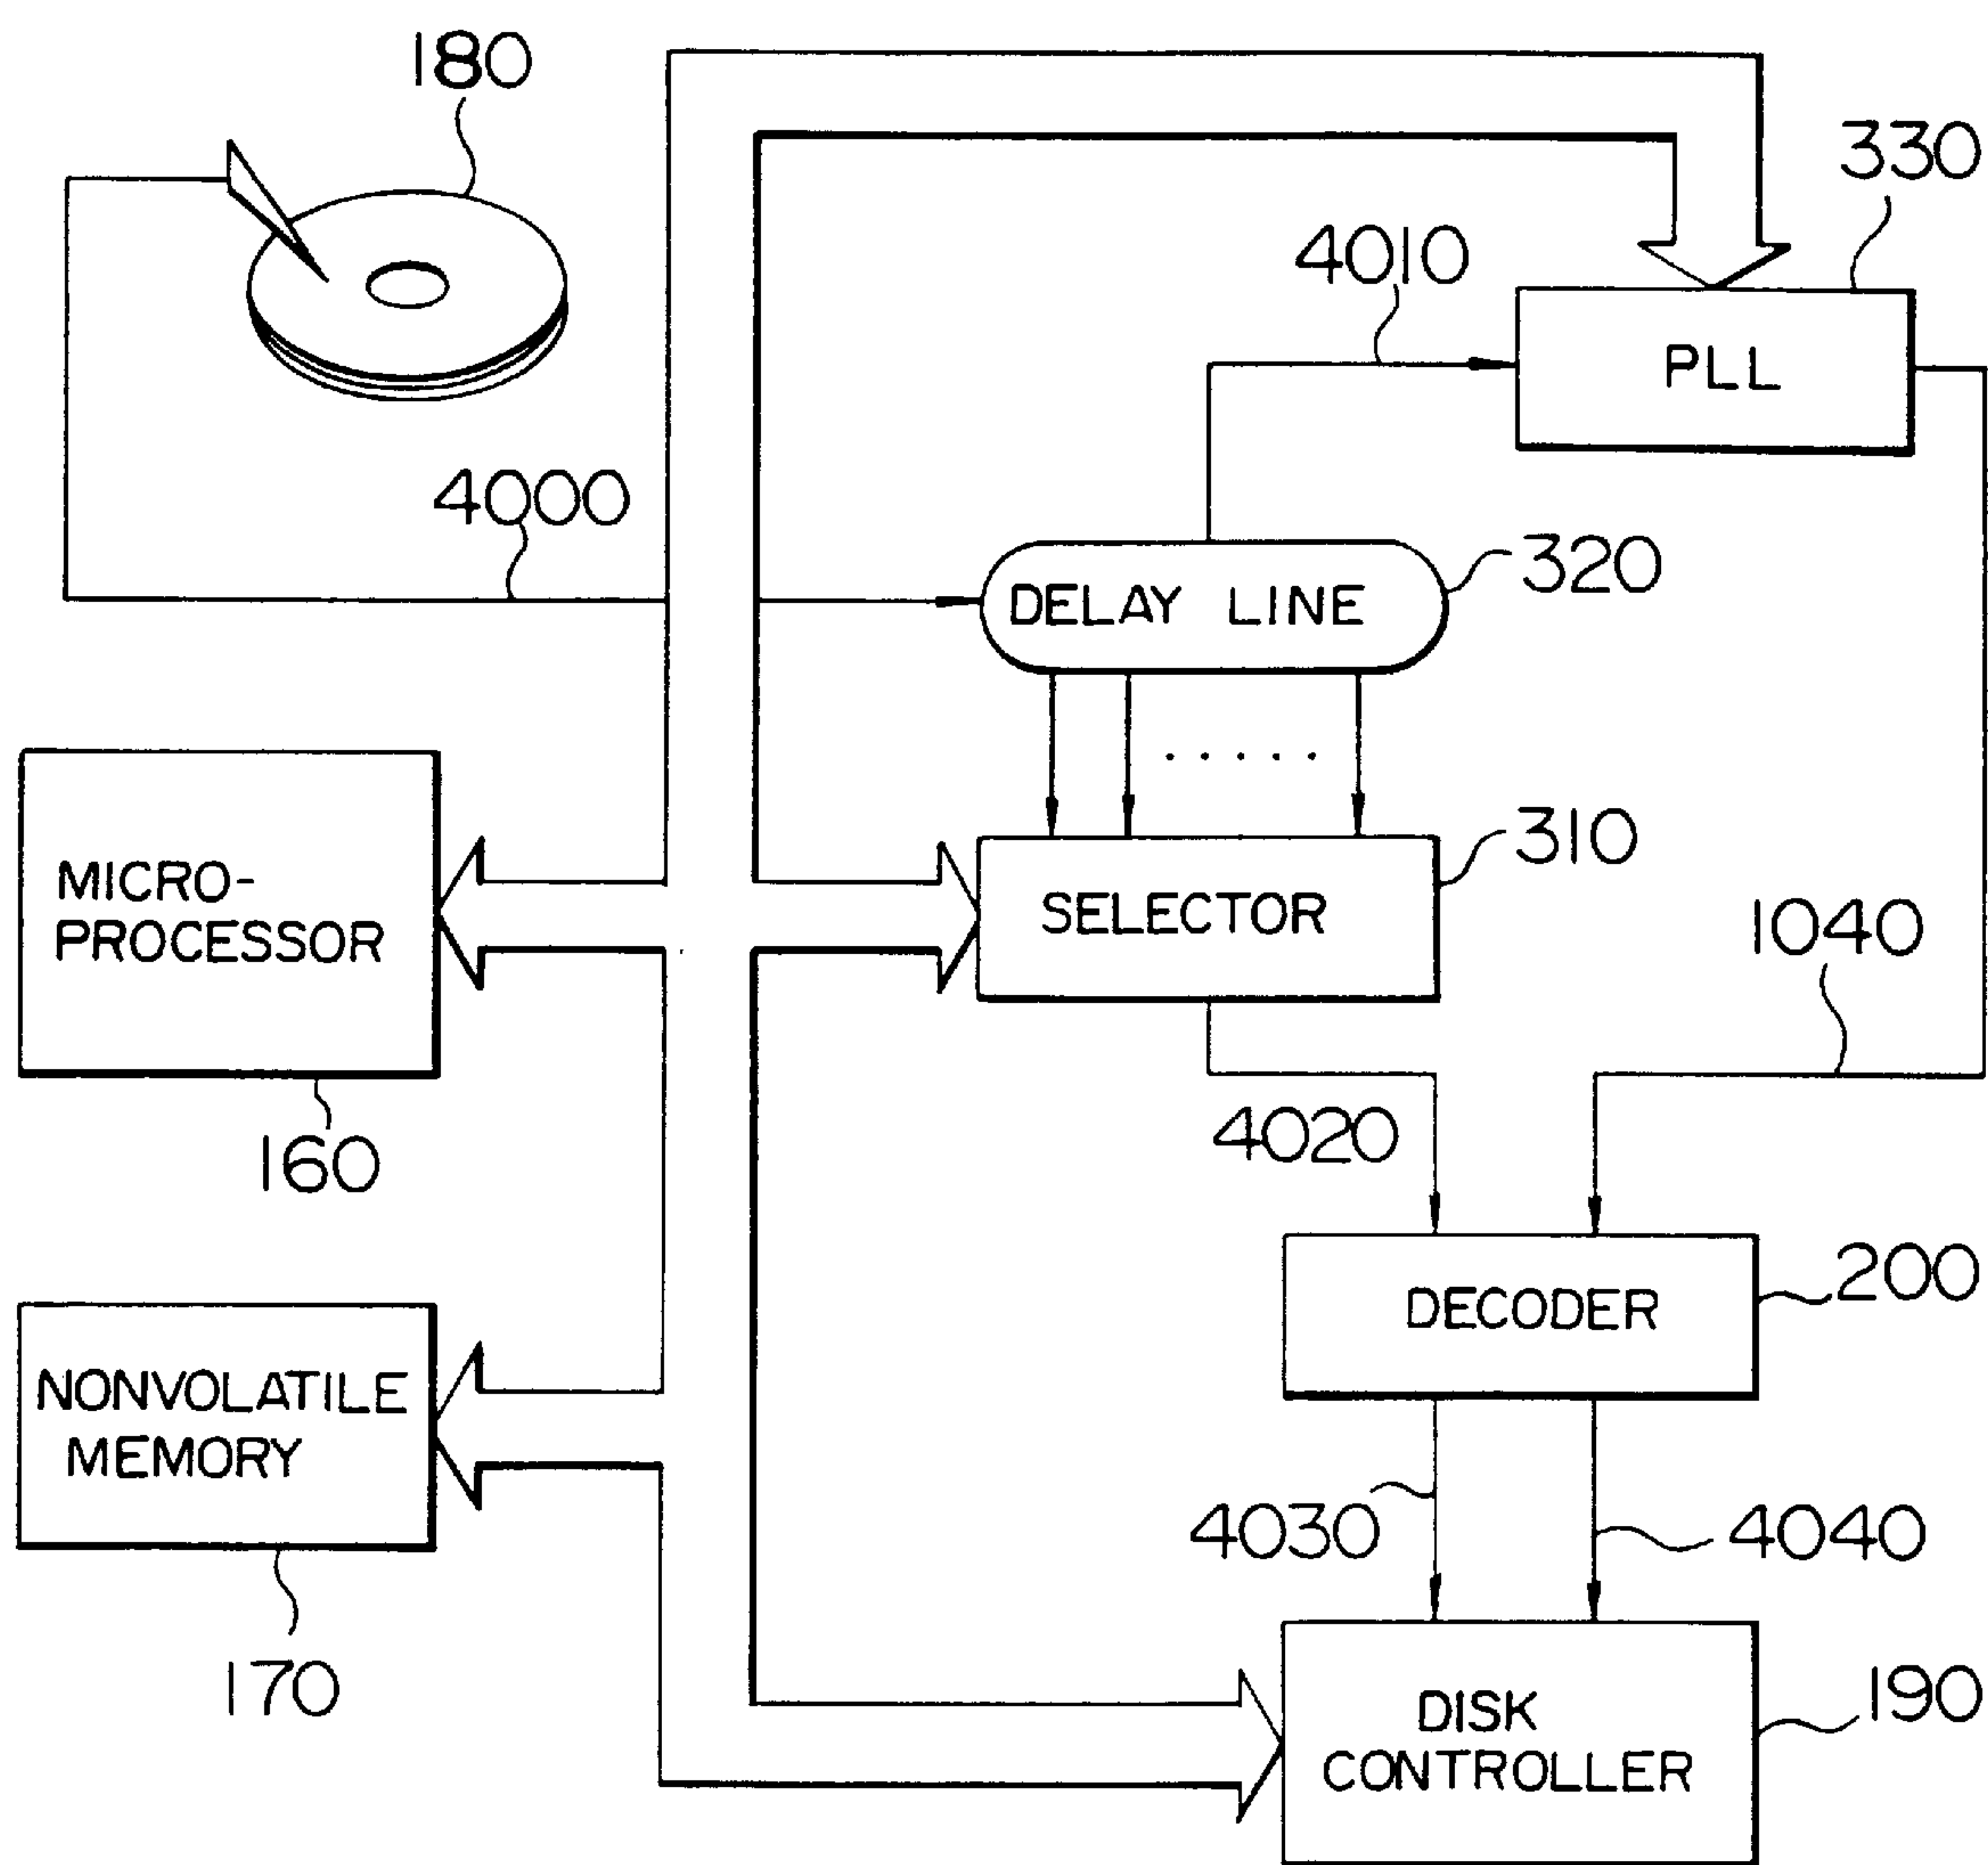 180
330
4010
PLL
4000
320
DELAY LINE
.....
310
MICRO-
PROCESSOR
SELECTOR
1040
4020
160
200
DECODER
NONVOLATILE
MEMORY
4030
4040
170
190
DISK
CONTROLLER